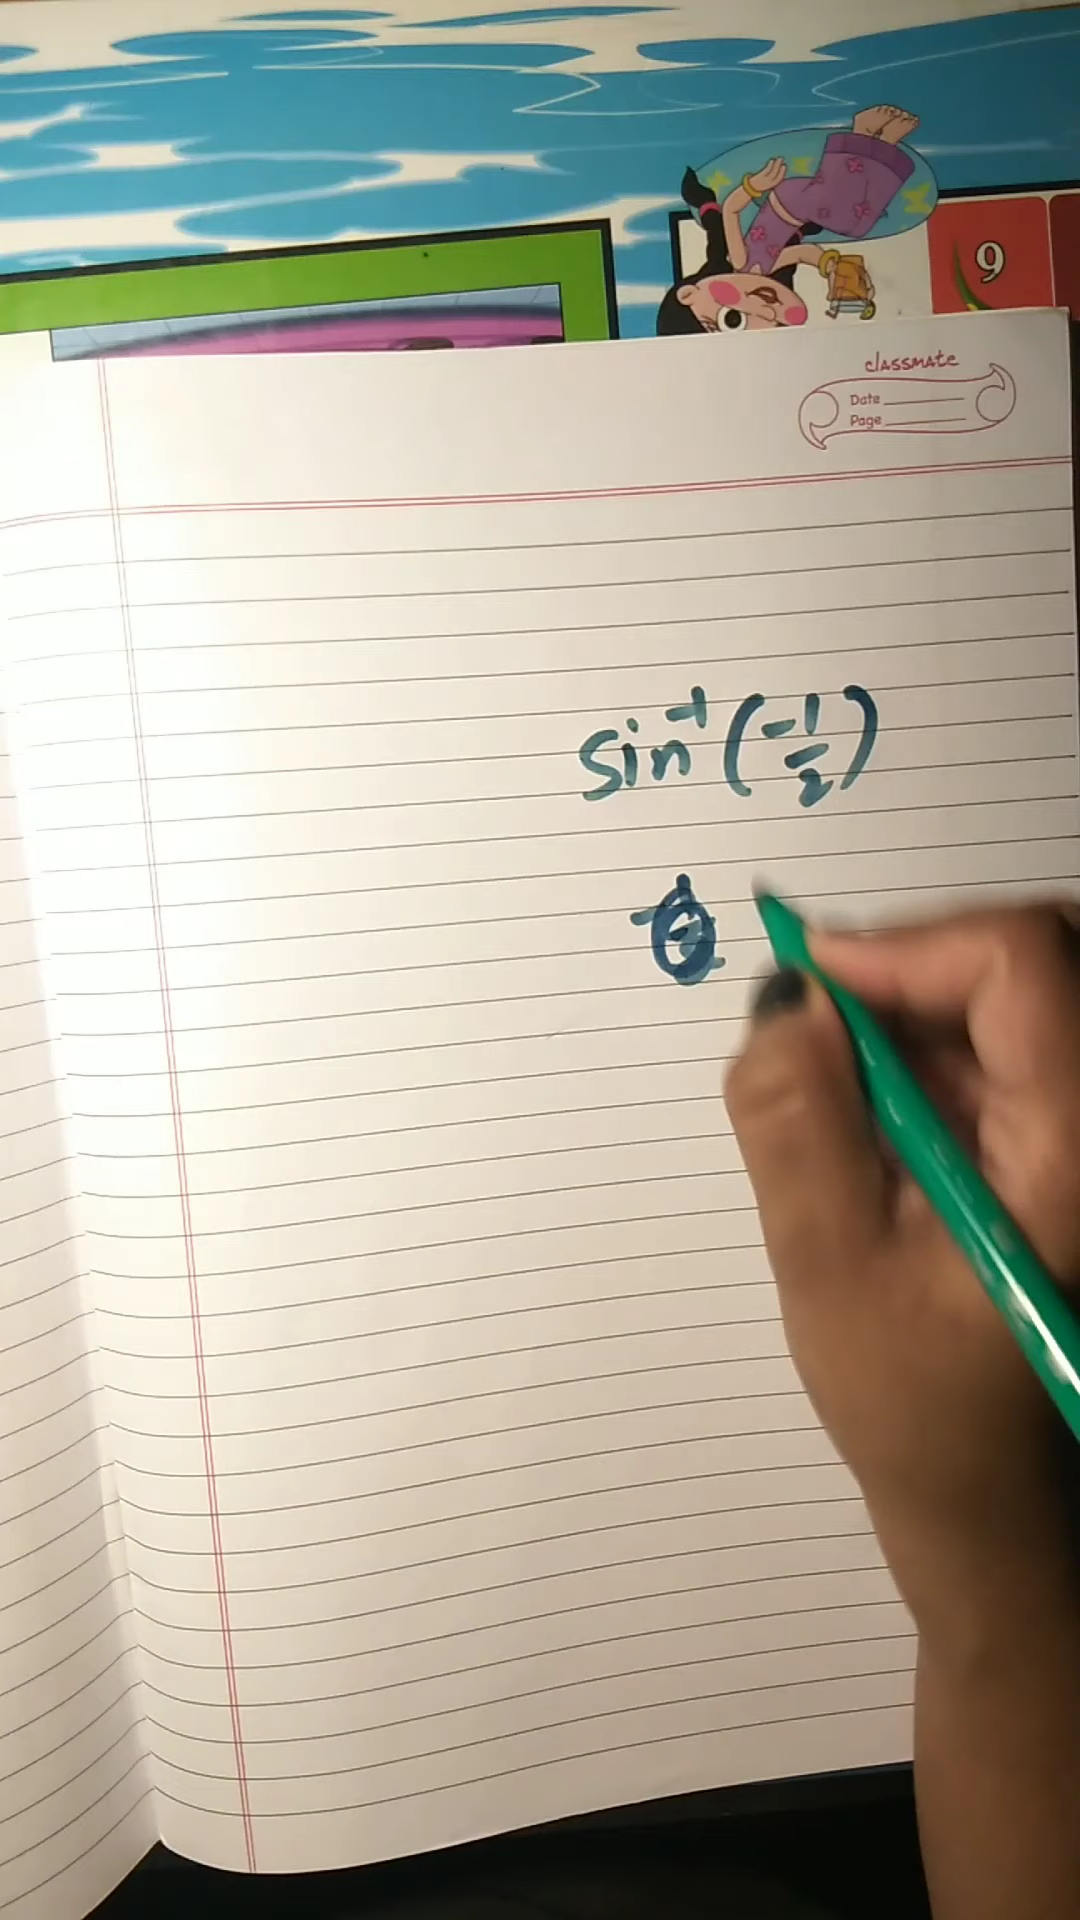 9
classmate
Date
Page
sin⁻¹(-1/2)
θ